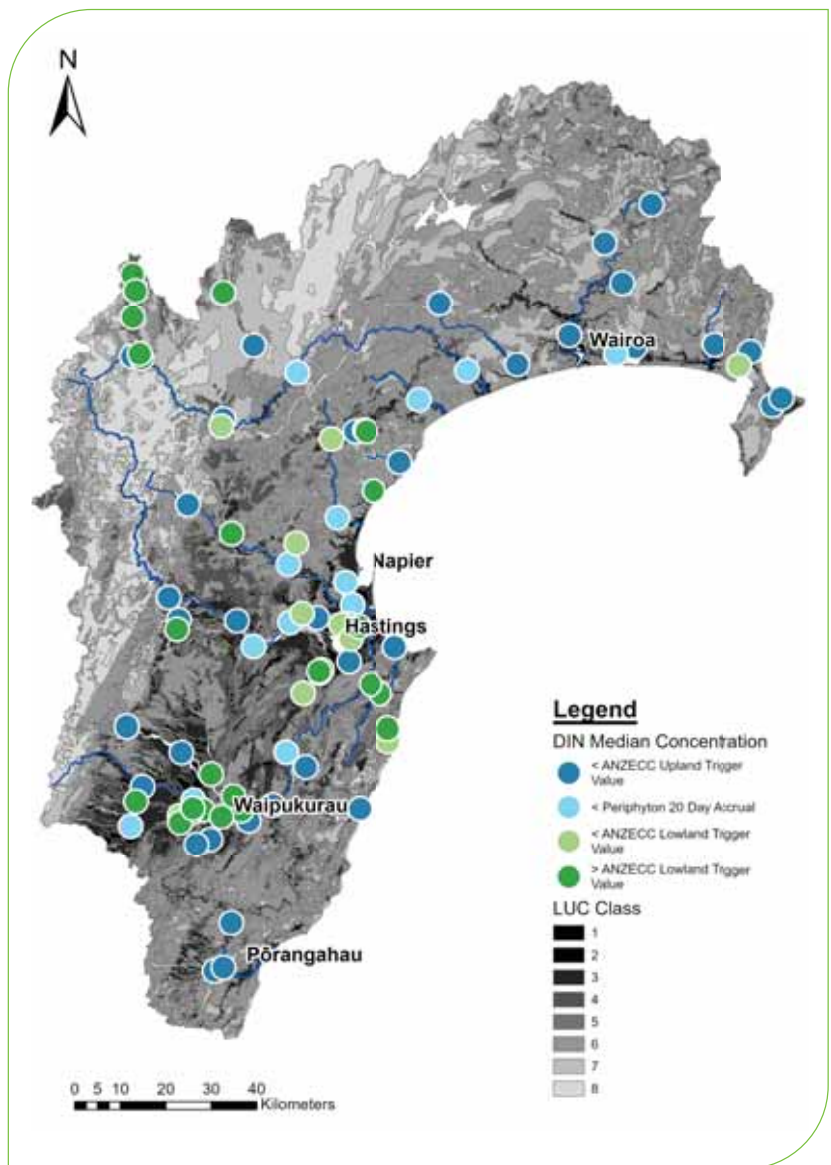 N
Wairoa
Napier
Hastings
Waipukurau
Pōrangahau
Legend
DIN Median Concentration
< ANZECC Upland Trigger
Value
< Periphyton 20 Day Accrual
< ANZECC Lowland Trigger
Value
> ANZECC Lowland Trigger
Value
LUC Class
1
2
3
4
5
6
7
8
0 5 10 20 30 40
Kilometers